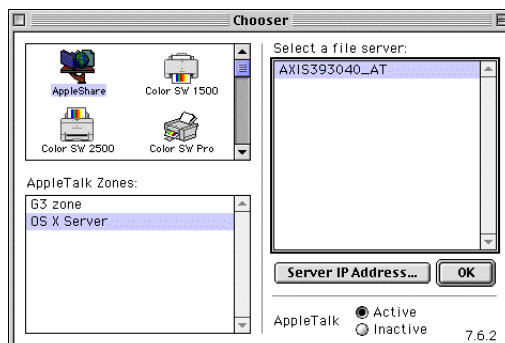 Chooser
AppleShare
Color SW 1500
Color SW 2500
Color SW Pro
AppleTalk Zones:
G3 zone
OS X Server
Select a file server:
AXIS393040_AT
Server IP Address...
OK
AppleTalk
Active
Inactive
7.6.2